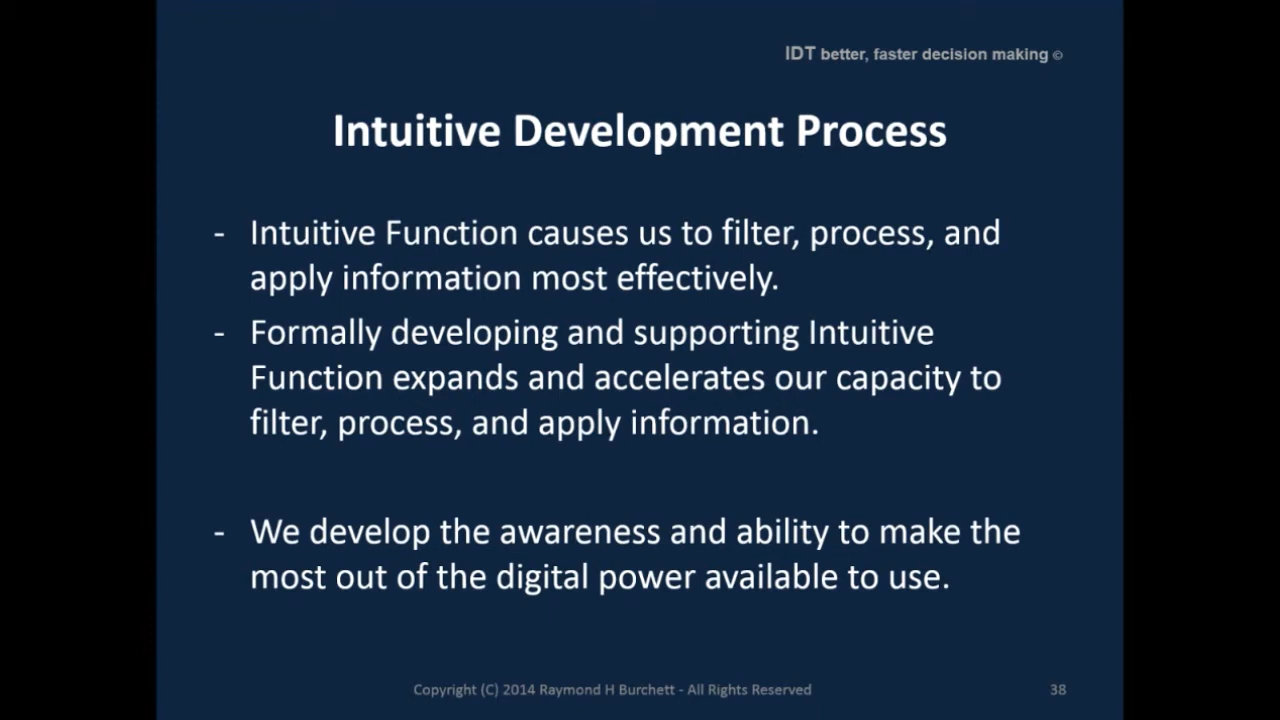 IDT better, faster decision making ©
Intuitive Development Process
- Intuitive Function causes us to filter, process, and
apply information most effectively.
- Formally developing and supporting Intuitive
Function expands and accelerates our capacity to
filter, process, and apply information.
- We develop the awareness and ability to make the
most out of the digital power available to use.
Copyright (C) 2014 Raymond H Burchett - All Rights Reserved
38